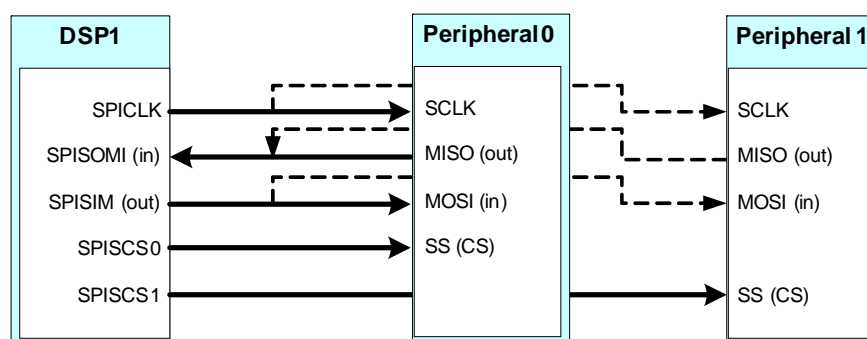 DSP1
Peripheral 0
Peripheral 1
SPICLK
SCLK
SCLK
SPISOMI (in)
MISO (out)
MISO (out)
SPISIM (out)
MOSI (in)
MOSI (in)
SPISCS0
SS (CS)
SPISCS1
SS (CS)